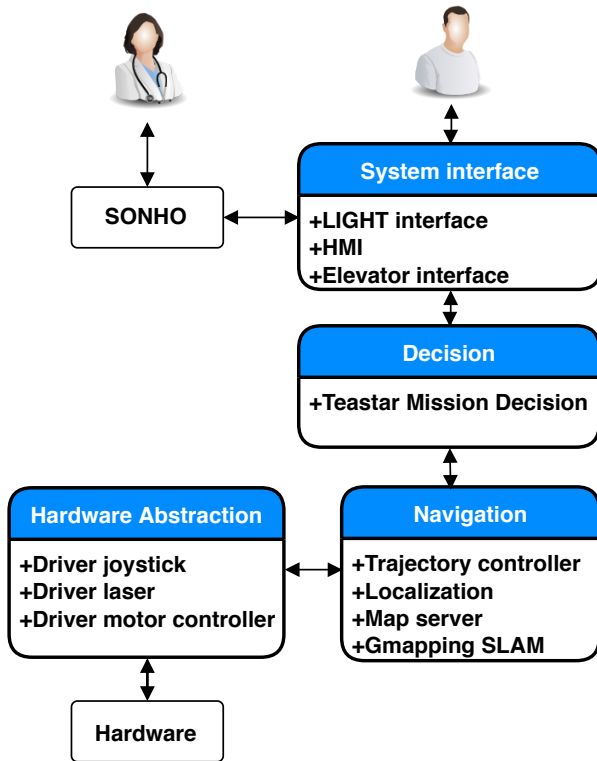 System interface
SONHO
+LIGHT interface
+HMI
+Elevator interface
Decision
+Teastar Mission Decision
Hardware Abstraction
+Driver joystick
+Driver laser
+Driver motor controller
Navigation
+Trajectory controller
+Localization
+Map server
+Gmapping SLAM
Hardware